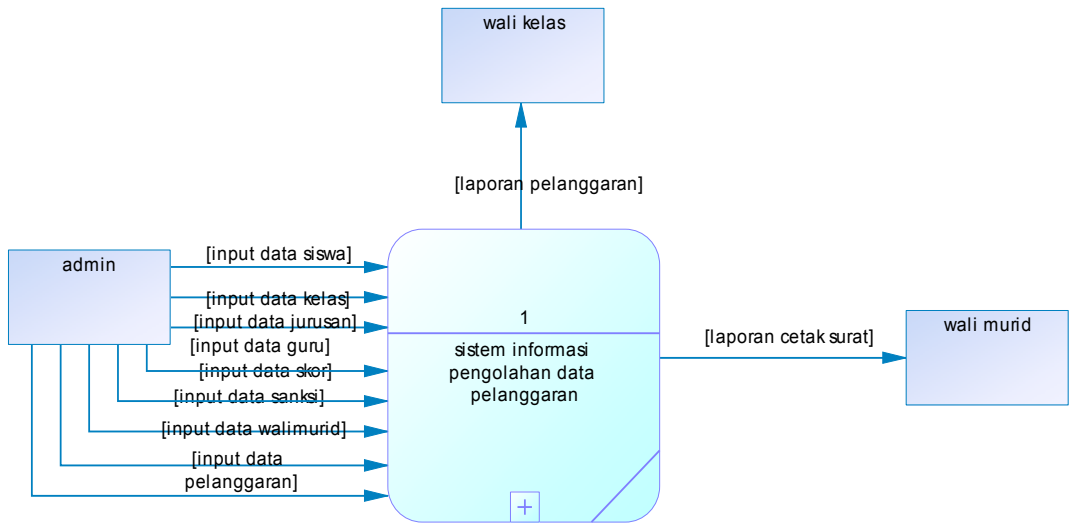 wali kelas
[laporan pelanggaran]
admin
[input data siswa]
[input data kelas]
[input data jurusan]
[input data guru]
[input data skor]
[input data sanksi]
[input data walimurid]
[input data
pelanggaran]
1
sistem informasi
pengolahan data
pelanggaran
[laporan cetak surat]
wali murid